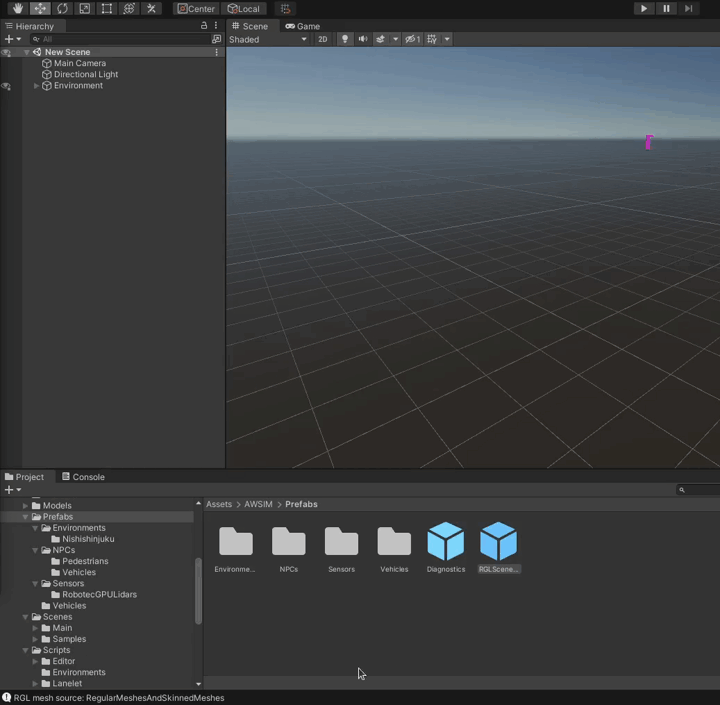 Center Local
Hierarchy
All
New Scene
Main Camera
Directional Light
Environment
Scene Game
Shaded 2D 1
Project Console
Models
Prefabs
Environments
Nishishinjuku
NPCs
Pedestrians
Vehicles
Sensors
RobotecGPULidars
Vehicles
Scenes
Main
Samples
Scripts
Editor
Environments
Lanelet
Assets > AWSIM > Prefabs
Environme... NPCs Sensors Vehicles Diagnostics RGLScene...
RGL mesh source: RegularMeshesAndSkinnedMeshes